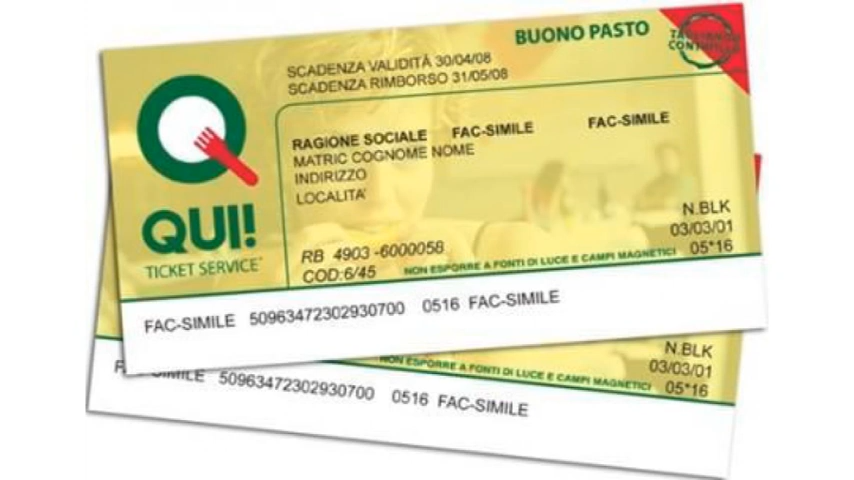 BUONO PASTO
TAGLIANDO
CONTROLLO
SCADENZA VALIDITÀ 30/04/08
SCADENZA RIMBORSO 31/05/08
RAGIONE SOCIALE FAC-SIMILE FAC-SIMILE
MATRIC COGNOME NOME
INDIRIZZO
LOCALITA'
QUI!
TICKET SERVICE
N.BLK
03/03/01
RB 4903 -6000058
COD:6/45 NON ESPORRE A FONTI DI LUCE E CAMPI MAGNETICI 05*16
FAC-SIMILE 50963472302930700 0516 FAC-SIMILE
N.BLK
03/03/01
NON ESPORRE A FONTI DI LUCE E CAMPI MAGNETICI 05*16
50963472302930700 0516 FAC-SIMILE